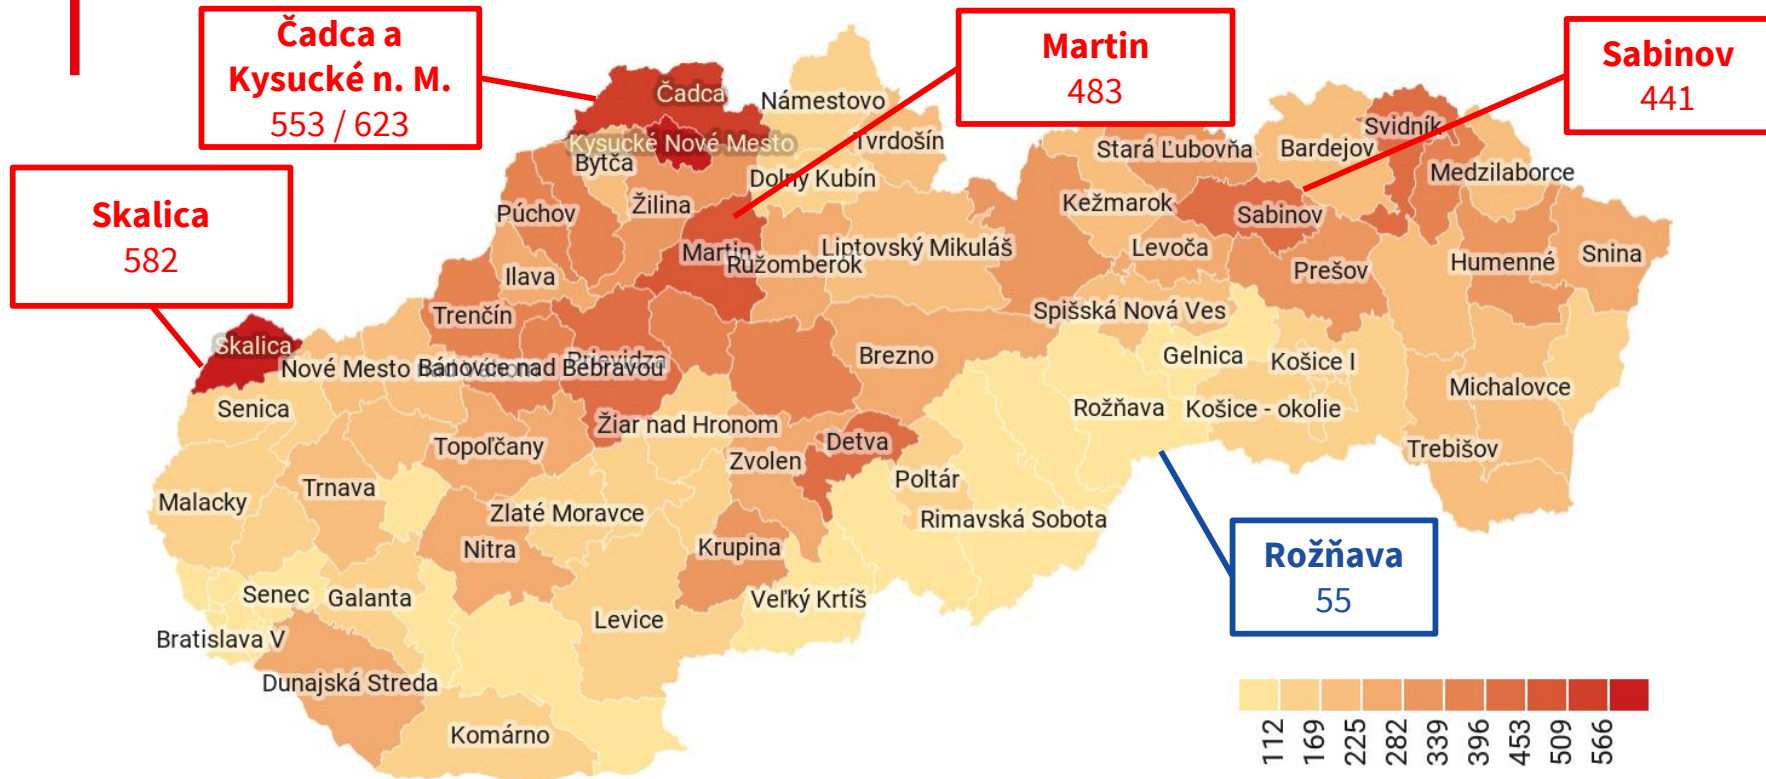 Čadca a
Kysucké n. M.
553 / 623
Martin
483
Sabinov
441
Skalica
582
Čadca
Námestovo
Kysucké Nové Mesto
Tvrdošín
Bytča
Dolný Kubín
Stará Ľubovňa
Bardejov
Svidník
Medzilaborce
Púchov
Žilina
Kežmarok
Sabinov
Martin
Ružomberok
Liptovský Mikuláš
Levoča
Prešov
Humenné
Snina
Ilava
Trenčín
Spišská Nová Ves
Skalica
Nové Mesto nad Váhom
Bánovce nad Bebravou
Prievidza
Brezno
Gelnica
Košice I
Michalovce
Senica
Žiar nad Hronom
Rožňava
Košice - okolie
Topoľčany
Detva
Zvolen
Trebišov
Trnava
Poltár
Malacky
Zlaté Moravce
Rimavská Sobota
Nitra
Krupina
Senec
Galanta
Veľký Krtíš
Levice
Bratislava V
Dunajská Streda
Komárno
Rožňava
55
112
169
225
282
339
396
453
509
566